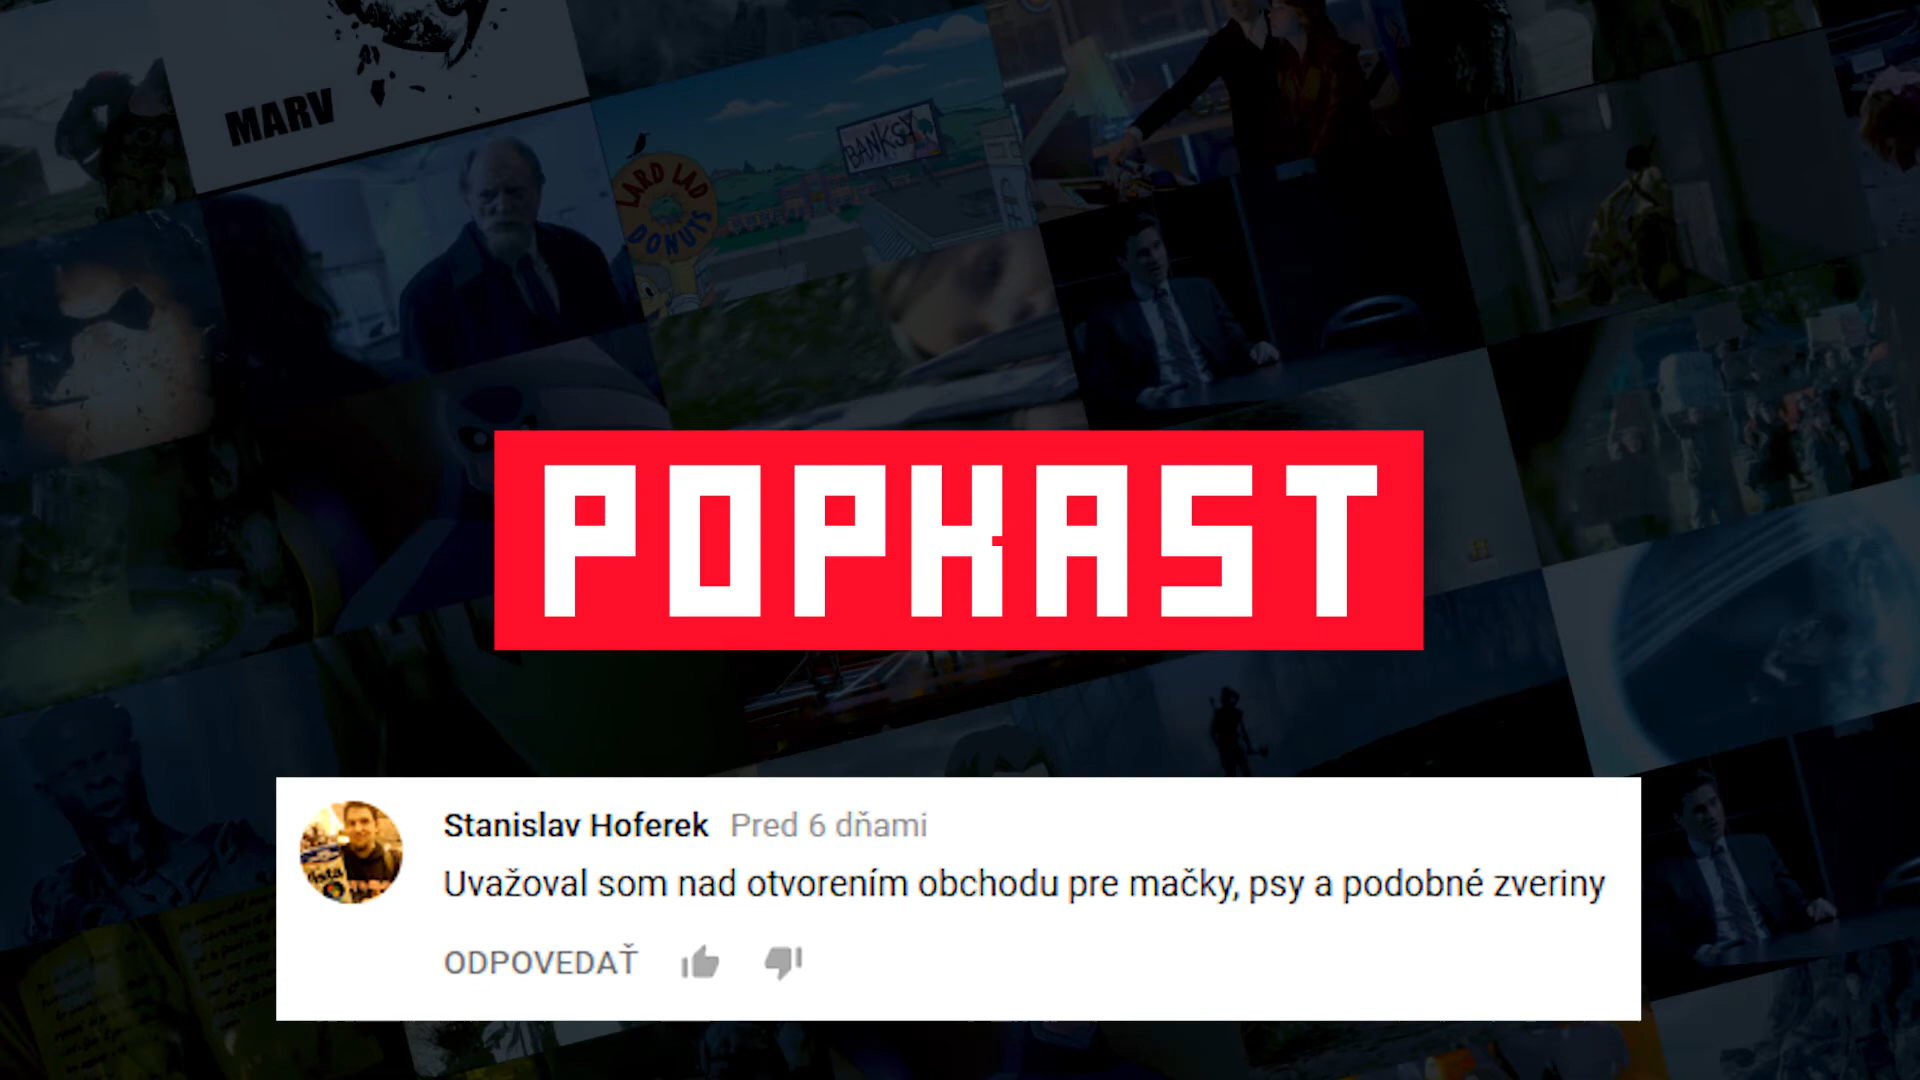 MARV
BANKSY
LARD LAD
DONUTS
POPKAST
Stanislav Hoferek Pred 6 dňami
Uvažoval som nad otvorením obchodu pre mačky, psy a podobné zveriny
ODPOVEDAŤ